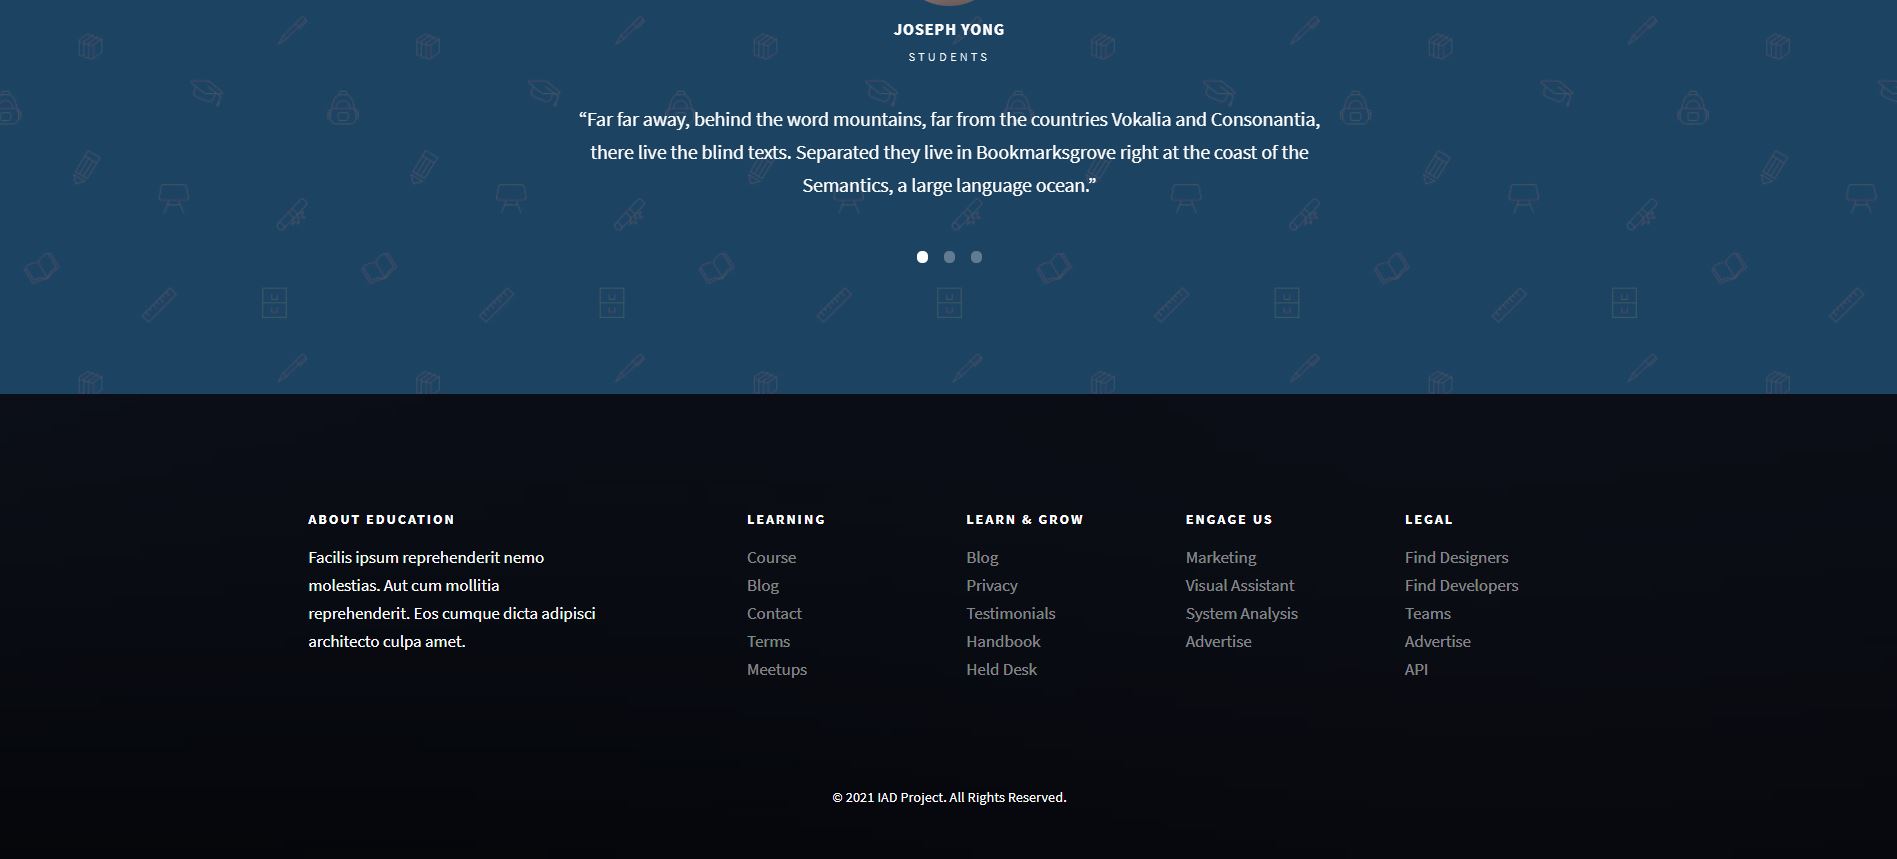 JOSEPH YONG
STUDENTS
“Far far away, behind the word mountains, far from the countries Vokalia and Consonantia,
there live the blind texts. Separated they live in Bookmarksgrove right at the coast of the
Semantics, a large language ocean.”
ABOUT EDUCATION
Facilis ipsum reprehenderit nemo
molestias. Aut cum mollitia
reprehenderit. Eos cumque dicta adipisci
architecto culpa amet.
LEARNING
Course
Blog
Contact
Terms
Meetups
LEARN & GROW
Blog
Privacy
Testimonials
Handbook
Held Desk
ENGAGE US
Marketing
Visual Assistant
System Analysis
Advertise
LEGAL
Find Designers
Find Developers
Teams
Advertise
API
© 2021 IAD Project. All Rights Reserved.